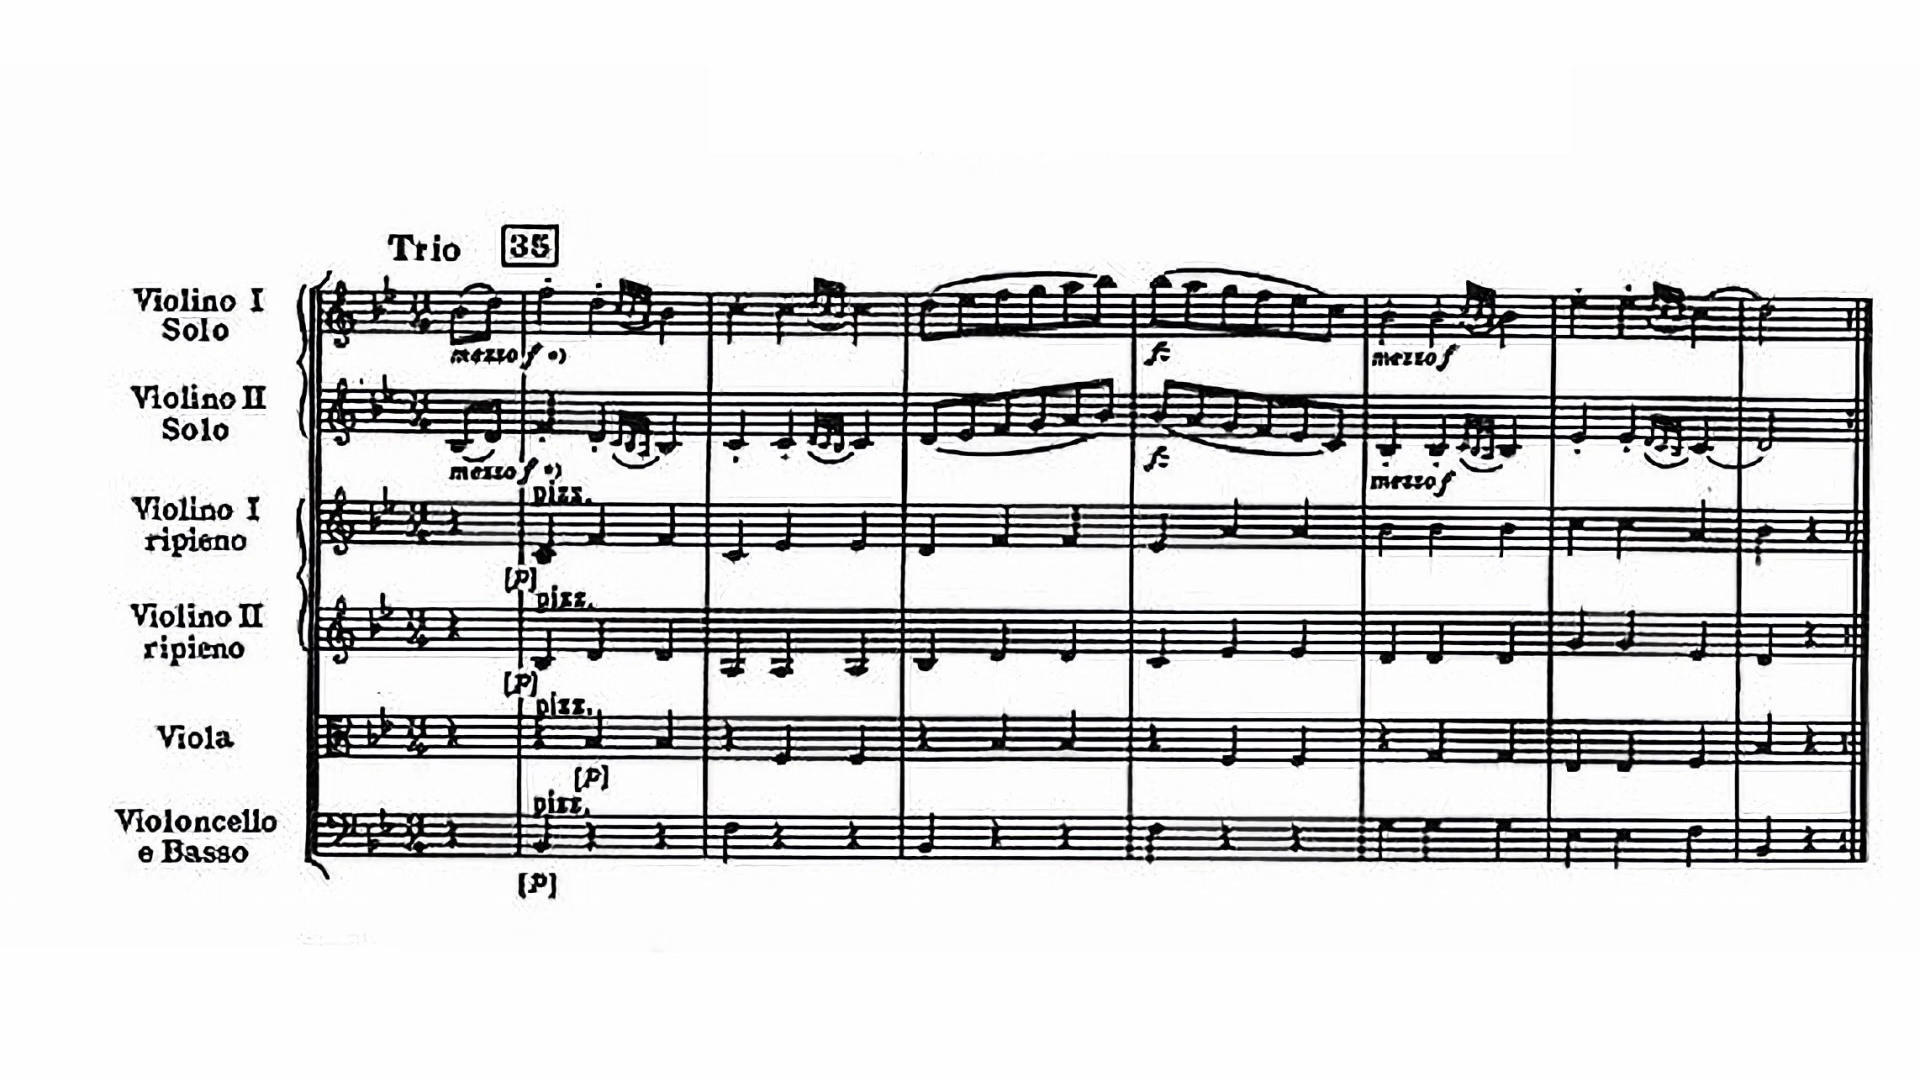 Trio 35
Violino I
Solo
mezzo f *)
f
mezzo f
Violino II
Solo
mezzo f *)
f
mezzo f
Violino I
ripieno
pizz.
[p]
Violino II
ripieno
pizz.
[p]
Viola
pizz.
[p]
Violoncello
e Basso
pizz.
[p]